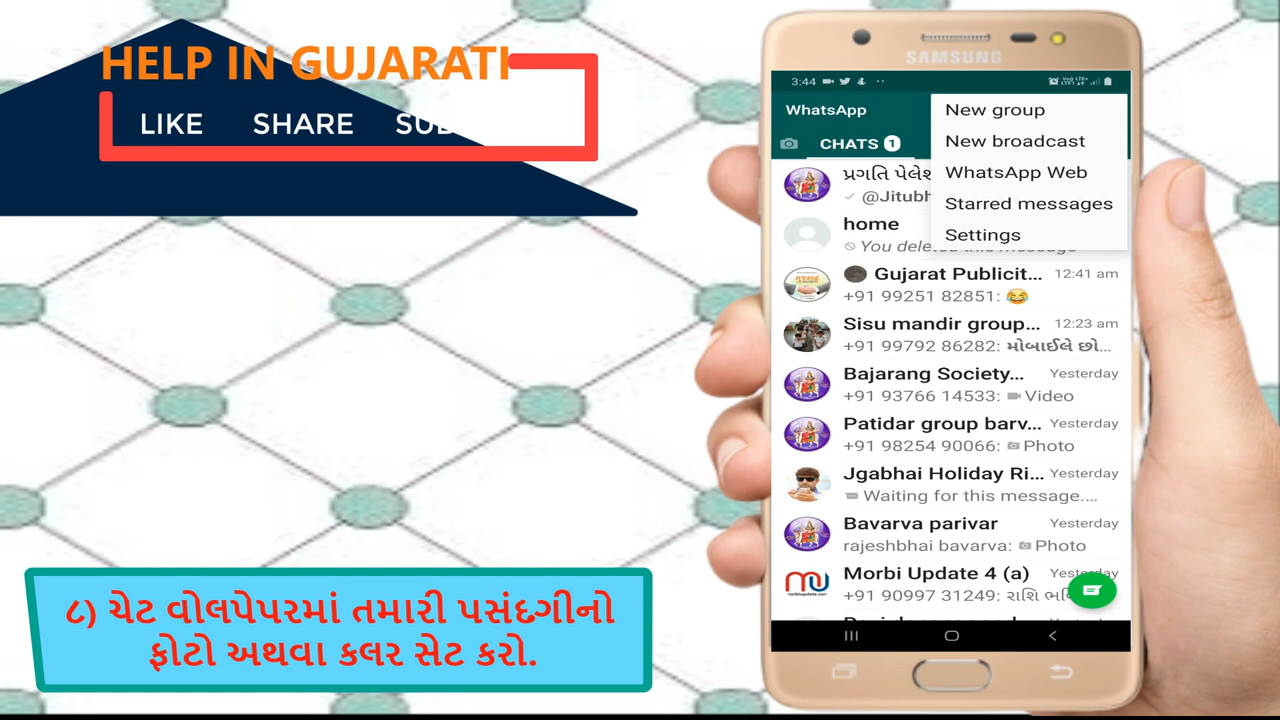 HELP IN GUJARATI
LIKE SHARE
૮) ચેટ વોલપેપરમાં તમારી પસંદગીનો
ફોટો અથવા કલર સેટ કરો.
SAMSUNG
3:44
WhatsApp
CHATS 1
New group
New broadcast
WhatsApp Web
Starred messages
Settings
પ્રગતિ
home
You deleted this message
Gujarat Publicit... 12:41 am
+91 99251 82851: 😂
Sisu mandir group... 12:23 am
+91 99792 86282: મોબાઈલે છો...
Bajarang Society... Yesterday
+91 93766 14533: Video
Patidar group barv... Yesterday
+91 98254 90066: Photo
Jgabhai Holiday Ri... Yesterday
Waiting for this message....
Bavarva parivar Yesterday
rajeshbhai bavarva: Photo
Morbi Update 4 (a) Yesterday
+91 90997 31249: રાશિ